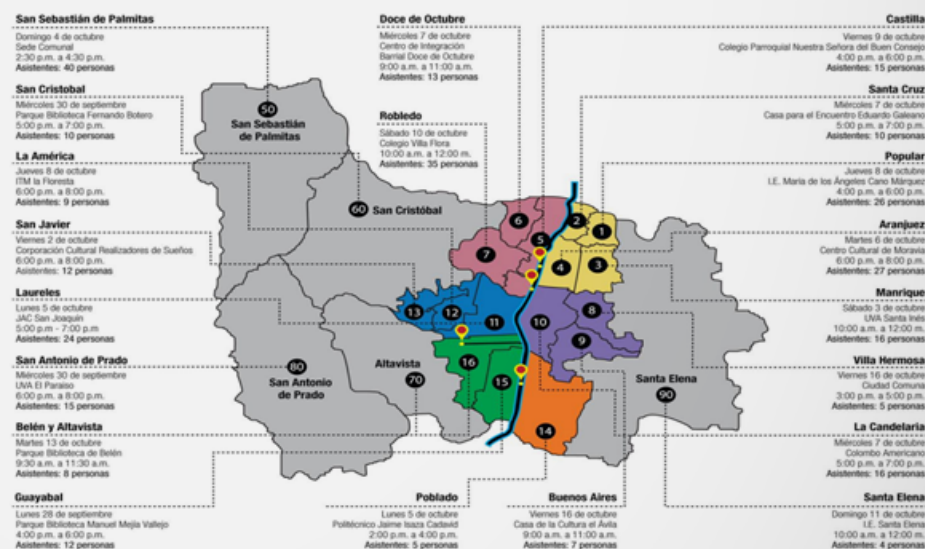 San Sebastián de Palmitas
Domingo 4 de octubre
Sede Comunal
2:30 p.m. a 4:30 p.m.
Asistentes: 40 personas
San Cristobal
Miércoles 30 de septiembre
Parque Biblioteca Fernando Botero
5:00 p.m. a 7:00 p.m.
Asistentes: 10 personas
La América
Jueves 8 de octubre
ITM la Floresta
6:00 p.m. a 8:00 p.m.
Asistentes: 9 personas
San Javier
Viernes 2 de octubre
Corporación Cultural Realizadores de Sueños
6:00 p.m. a 8:00 p.m.
Asistentes: 12 personas
Laureles
Lunes 5 de octubre
JAC San Joaquín
5:00 p.m - 7:00 p.m
Asistentes: 24 personas
San Antonio de Prado
Miércoles 30 de septiembre
UVA El Paraiso
6:00 p.m. a 8:00 p.m.
Asistentes: 15 personas
Belén y Altavista
Martes 13 de octubre
Parque Biblioteca de Belén
9:30 a.m. a 11:30 a.m.
Asistentes: 8 personas
Guayabal
Lunes 28 de septiembre
Parque Biblioteca Manuel Mejía Vallejo
4:00 p.m. a 6:00 p.m.
Asistentes: 12 personas
Doce de Octubre
Miércoles 7 de octubre
Centro de Integración
Barrial Doce de Octubre
9:00 a.m. a 11:00 a.m.
Asistentes: 13 personas
Robledo
Sábado 10 de octubre
Colegio Villa Flora
10:00 a.m. a 12:00 m.
Asistentes: 35 personas
50
San Sebastián
de Palmitas
60 San Cristóbal
6
5
2
1
7
4
3
13
12
11
10
8
9
80
San Antonio
de Prado
Altavista
70
16
15
14
Santa Elena
90
Poblado
Lunes 5 de octubre
Politécnico Jaime Isaza Cadavid
2:00 p.m. a 4:00 p.m.
Asistentes: 5 personas
Buenos Aires
Viernes 16 de octubre
Casa de la Cultura el Ávila
9:00 a.m. a 11:00 a.m.
Asistentes: 7 personas
Castilla
Viernes 9 de octubre
Colegio Parroquial Nuestra Señora del Buen Consejo
4:00 p.m. a 6:00 p.m.
Asistentes: 15 personas
Santa Cruz
Miércoles 7 de octubre
Casa para el Encuentro Eduardo Galeano
5:00 p.m. a 7:00 p.m.
Asistentes: 10 personas
Popular
Jueves 8 de octubre
I.E. María de los Ángeles Cano Márquez
4:00 p.m. a 6:00 p.m.
Asistentes: 26 personas
Aranjuez
Martes 6 de octubre
Centro Cultural de Moravia
6:00 p.m. a 8:00 p.m.
Asistentes: 27 personas
Manrique
Sábado 3 de octubre
UVA Santa Inés
10:00 a.m. a 12:00 m.
Asistentes: 16 personas
Villa Hermosa
Viernes 16 de octubre
Ciudad Comuna
3:00 p.m. a 5:00 p.m.
Asistentes: 5 personas
La Candelaria
Miércoles 7 de octubre
Colombo Americano
5:00 p.m. a 7:00 p.m.
Asistentes: 16 personas
Santa Elena
Domingo 11 de octubre
I.E. Santa Elena
10:00 a.m. a 12:00 m.
Asistentes: 4 personas